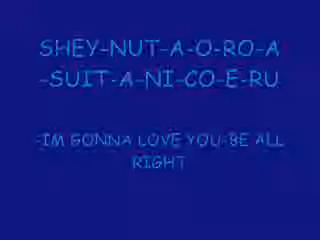 SHEY-NUT-A-O-RO-A
-SUIT-A-NI-CO-E-RU
-IM GONNA LOVE YOU-BE ALL
RIGHT